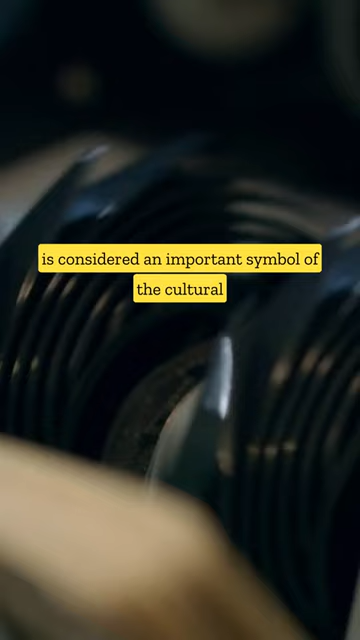 is considered an important symbol of
the cultural